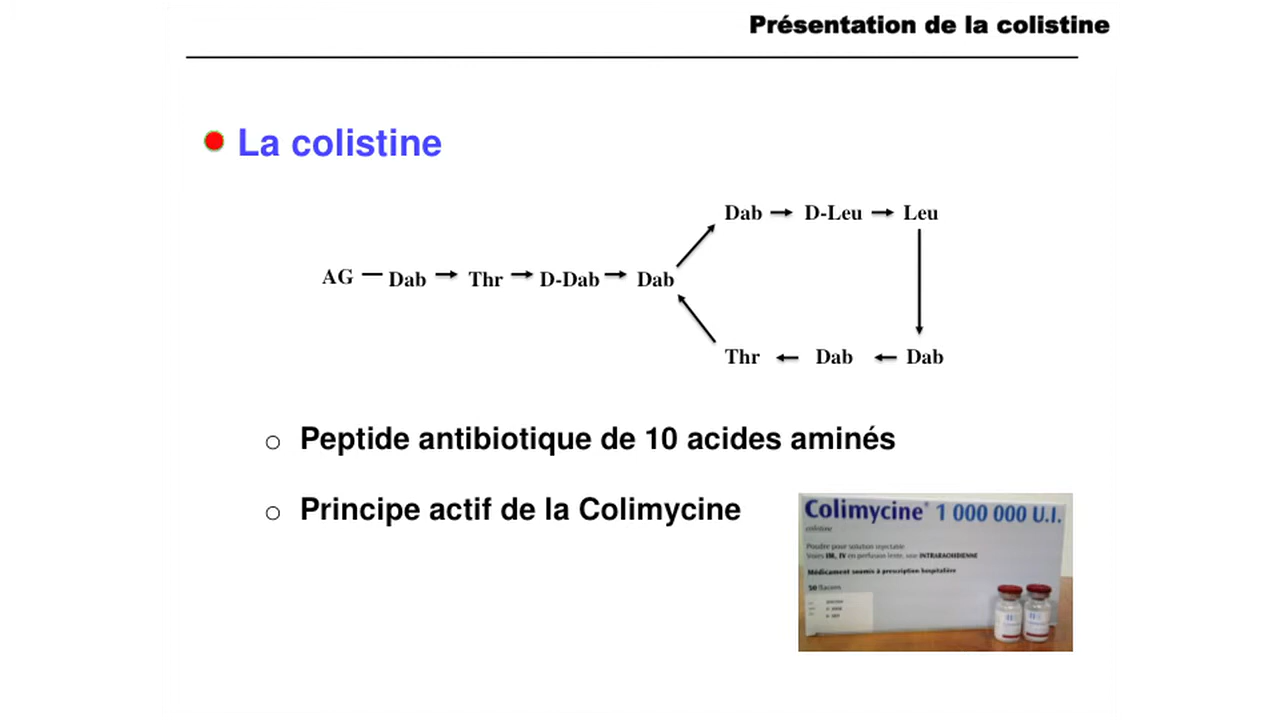 Présentation de la colistine
La colistine
Dab → D-Leu → Leu
AG — Dab → Thr → D-Dab → Dab
Thr ← Dab ← Dab
Peptide antibiotique de 10 acides aminés
Principe actif de la Colimycine
Colimycine® 1 000 000 U.I.
colistine
Poudre pour solution injectable
Voies IM, IV en perfusion lente, voie INTRARACHIDIENNE
Médicament soumis à prescription hospitalière
50 flacons